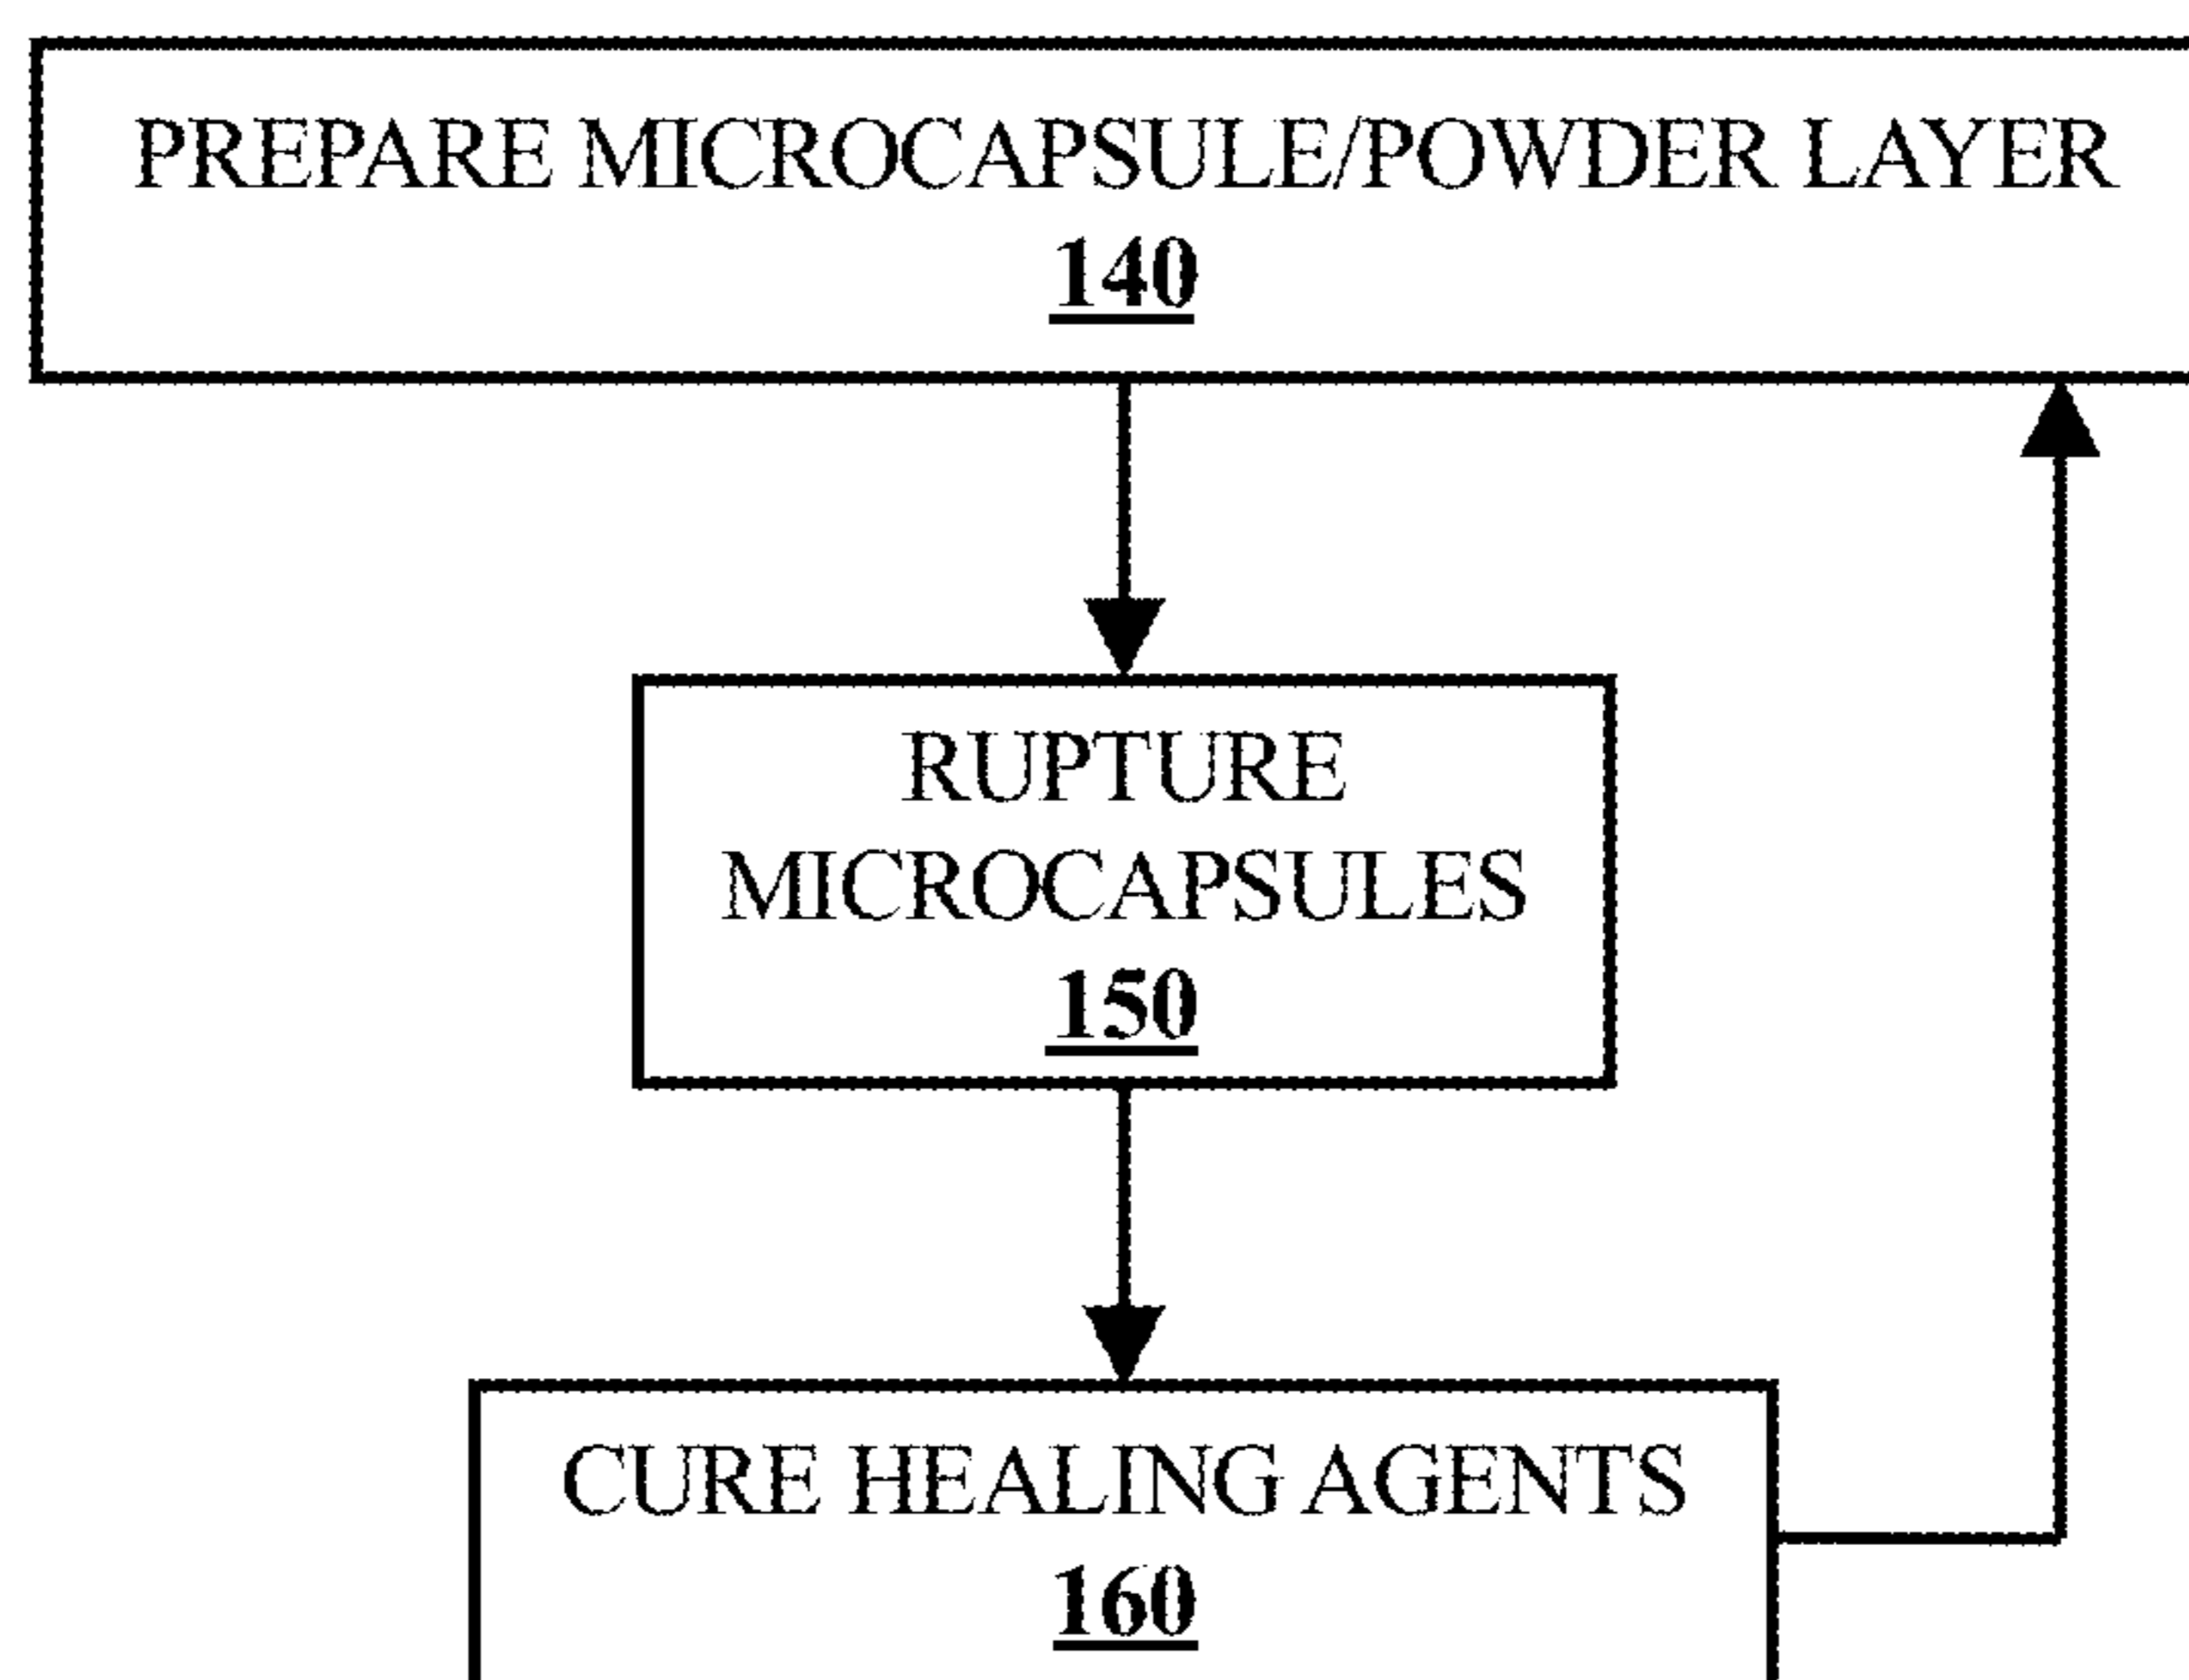 PREPARE MICROCAPSULE/POWDER LAYER
140
RUPTURE
MICROCAPSULES
150
CURE HEALING AGENTS
160